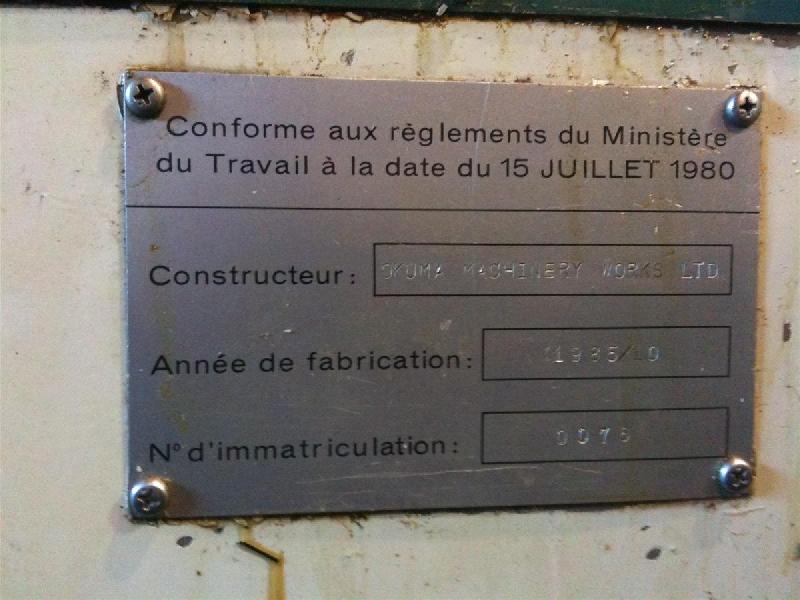 Conforme aux règlements du Ministère
du Travail à la date du 15 JUILLET 1980
Constructeur: OKUMA MACHINERY WORKS LTD
Année de fabrication: 1985/10
N° d'immatriculation: